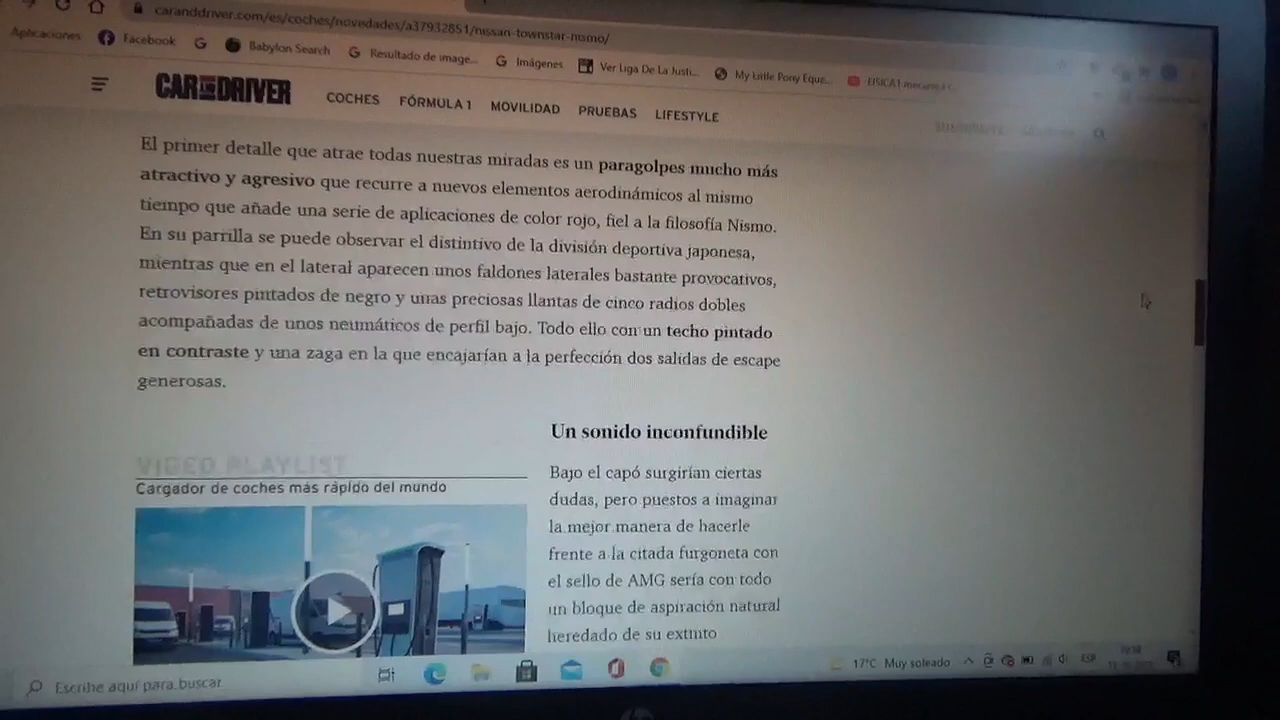 caranddriver.com/es/coches/novedades/a37932851/nissan-townstar-nismo/
Aplicaciones Facebook Babylon Search Resultado de image... Imágenes Ver Liga De La Justi... My Little Pony Eque...
CAR AND DRIVER COCHES FÓRMULA 1 MOVILIDAD PRUEBAS LIFESTYLE
El primer detalle que atrae todas nuestras miradas es un paragolpes mucho más
atractivo y agresivo que recurre a nuevos elementos aerodinámicos al mismo
tiempo que añade una serie de aplicaciones de color rojo, fiel a la filosofía Nismo.
En su parrilla se puede observar el distintivo de la división deportiva japonesa,
mientras que en el lateral aparecen unos faldones laterales bastante provocativos,
retrovisores pintados de negro y unas preciosas llantas de cinco radios dobles
acompañadas de unos neumáticos de perfil bajo. Todo ello con un techo pintado
en contraste y una zaga en la que encajarían a la perfección dos salidas de escape
generosas.
VIDEO PLAYLIST
Cargador de coches más rápido del mundo
Un sonido inconfundible
Bajo el capó surgirían ciertas
dudas, pero puestos a imaginar
la mejor manera de hacerle
frente a la citada furgoneta con
el sello de AMG sería con todo
un bloque de aspiración natural
heredado de su extinto
Escribe aquí para buscar
17°C Muy soleado ESP